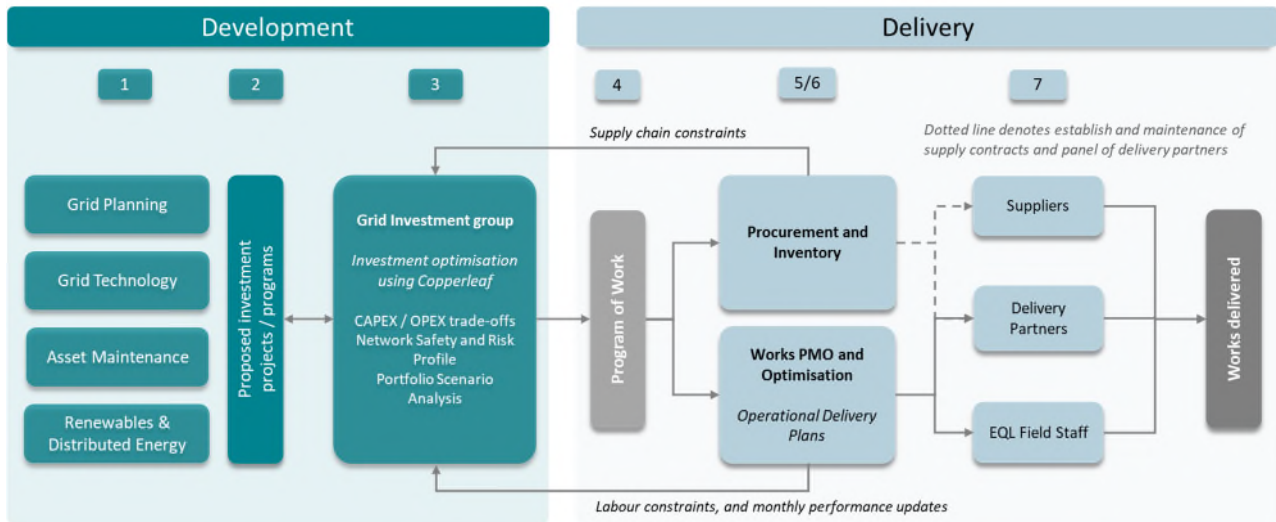 Development
Delivery
1
2
3
4
5/6
7
Supply chain constraints
Dotted line denotes establish and maintenance of
supply contracts and panel of delivery partners
Grid Planning
Grid Technology
Asset Maintenance
Renewables &
Distributed Energy
Proposed investment
projects / programs
Grid Investment group
Investment optimisation
using Copperleaf
CAPEX / OPEX trade-offs
Network Safety and Risk
Profile
Portfolio Scenario
Analysis
Program of Work
Procurement and
Inventory
Works PMO and
Optimisation
Operational Delivery
Plans
Suppliers
Delivery
Partners
EQL Field Staff
Works delivered
Labour constraints, and monthly performance updates